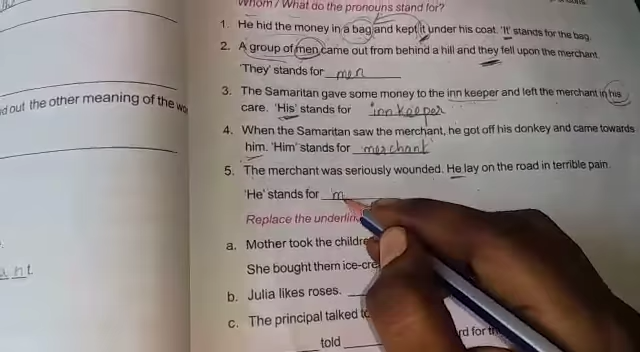 Whom / What do the pronouns stand for?
1. He hid the money in a bag and kept it under his coat. 'It' stands for the bag.
2. A group of men came out from behind a hill and they fell upon the merchant.
'They' stands for men
3. The Samaritan gave some money to the inn keeper and left the merchant in his
care. 'His' stands for innkeeper
4. When the Samaritan saw the merchant, he got off his donkey and came towards
him. 'Him' stands for merchant
5. The merchant was seriously wounded. He lay on the road in terrible pain.
'He' stands for m
Replace the underlin
a. Mother took the childre
She bought them ice-cre
b. Julia likes roses.
c. The principal talked to
rd for th
told
out the other meaning of the